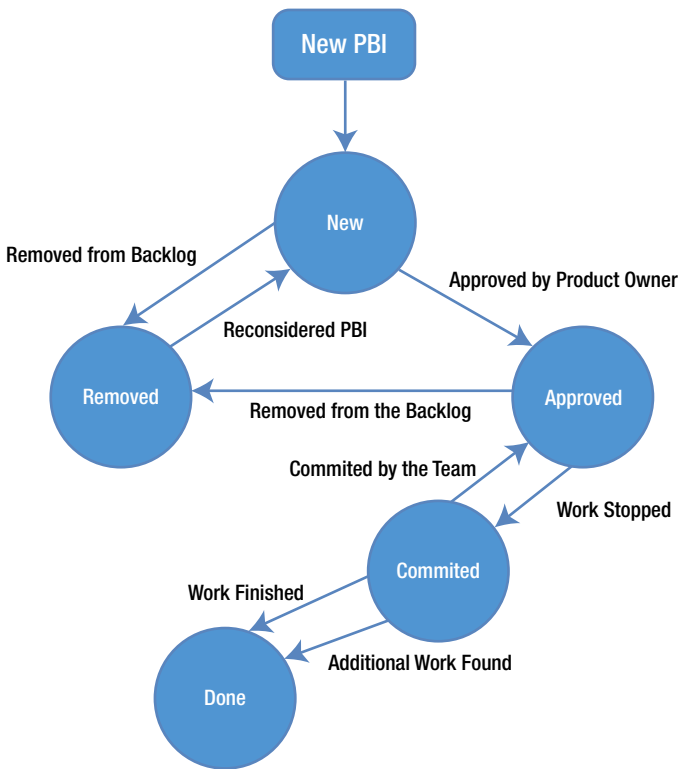 New PBI
New
Removed from Backlog
Approved by Product Owner
Reconsidered PBI
Removed
Approved
Removed from the Backlog
Commited by the Team
Work Stopped
Commited
Work Finished
Additional Work Found
Done